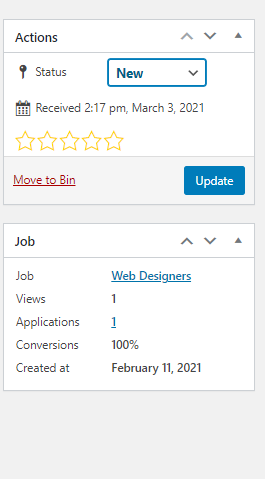 Actions
Status New
Received 2:17 pm, March 3, 2021
Move to Bin Update
Job
Job Web Designers
Views 1
Applications 1
Conversions 100%
Created at February 11, 2021